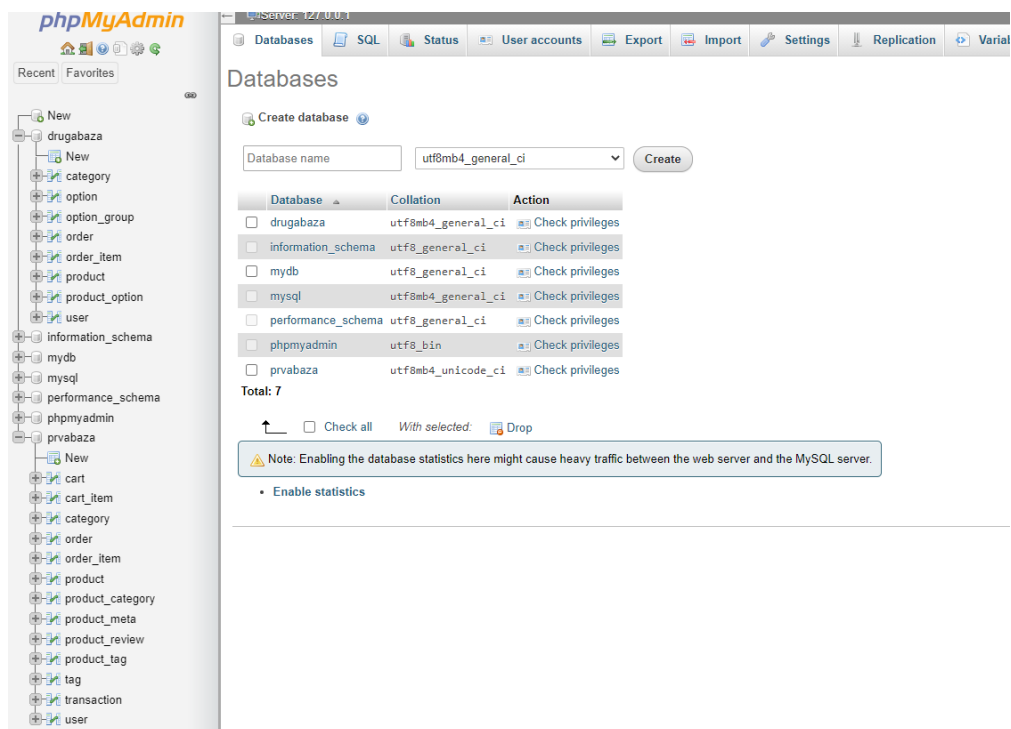 phpMyAdmin
Recent Favorites
New
drugabaza
New
category
option
option_group
order
order_item
product
product_option
user
information_schema
mydb
mysql
performance_schema
phpmyadmin
prvabaza
New
cart
cart_item
category
order
order_item
product
product_category
product_meta
product_review
product_tag
tag
transaction
user
Server: 127.0.0.1
Databases SQL Status User accounts Export Import Settings Replication Variab
Databases
Create database
Database name utf8mb4_general_ci Create
Database Collation Action
drugabaza utf8mb4_general_ci Check privileges
information_schema utf8_general_ci Check privileges
mydb utf8_general_ci Check privileges
mysql utf8mb4_general_ci Check privileges
performance_schema utf8_general_ci Check privileges
phpmyadmin utf8_bin Check privileges
prvabaza utf8mb4_unicode_ci Check privileges
Total: 7
Check all With selected: Drop
Note: Enabling the database statistics here might cause heavy traffic between the web server and the MySQL server.
• Enable statistics